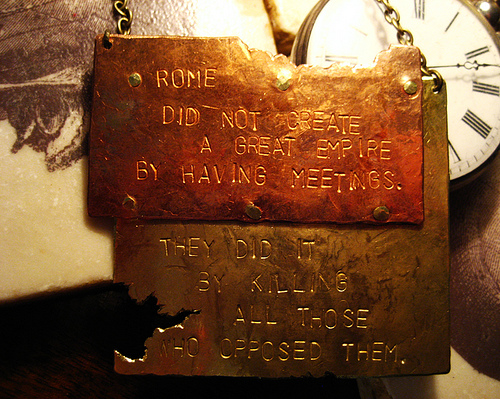 ROME
DID NOT CREATE
A GREAT EMPIRE
BY HAVING MEETINGS.
THEY DID IT
BY KILLING
ALL THOSE
WHO OPPOSED THEM.